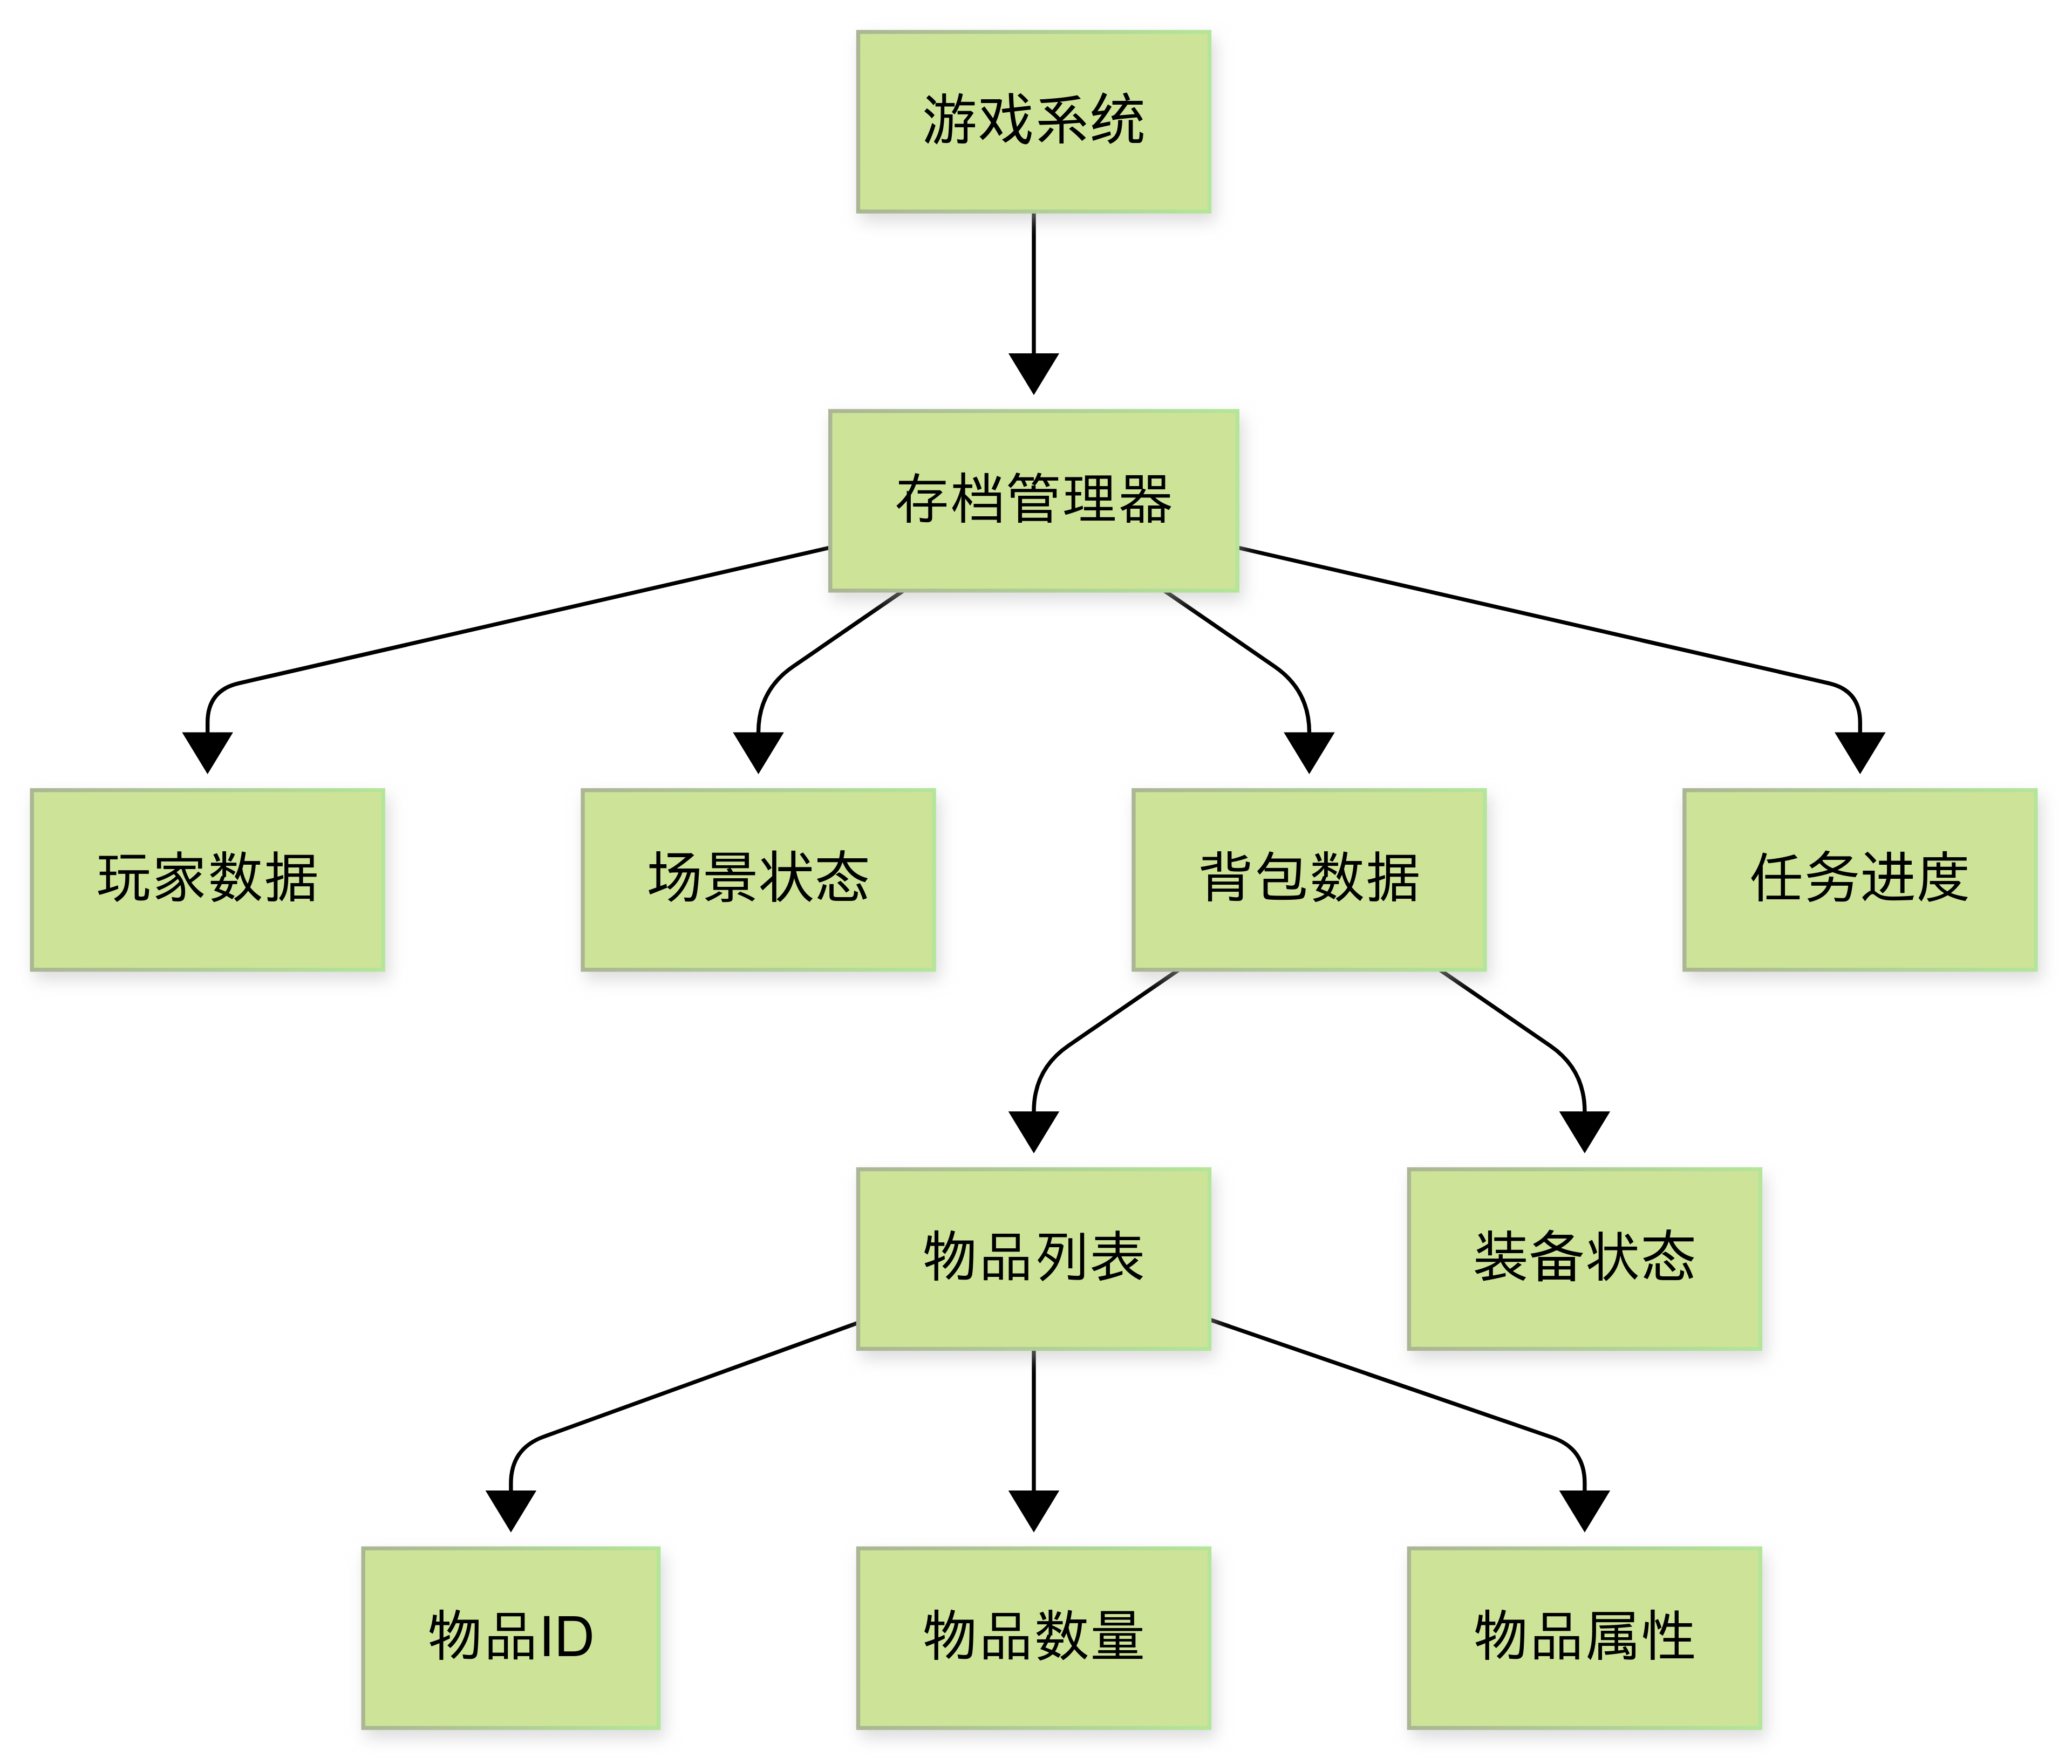 游戏系统
存档管理器
玩家数据
场景状态
背包数据
任务进度
物品列表
装备状态
物品ID
物品数量
物品属性